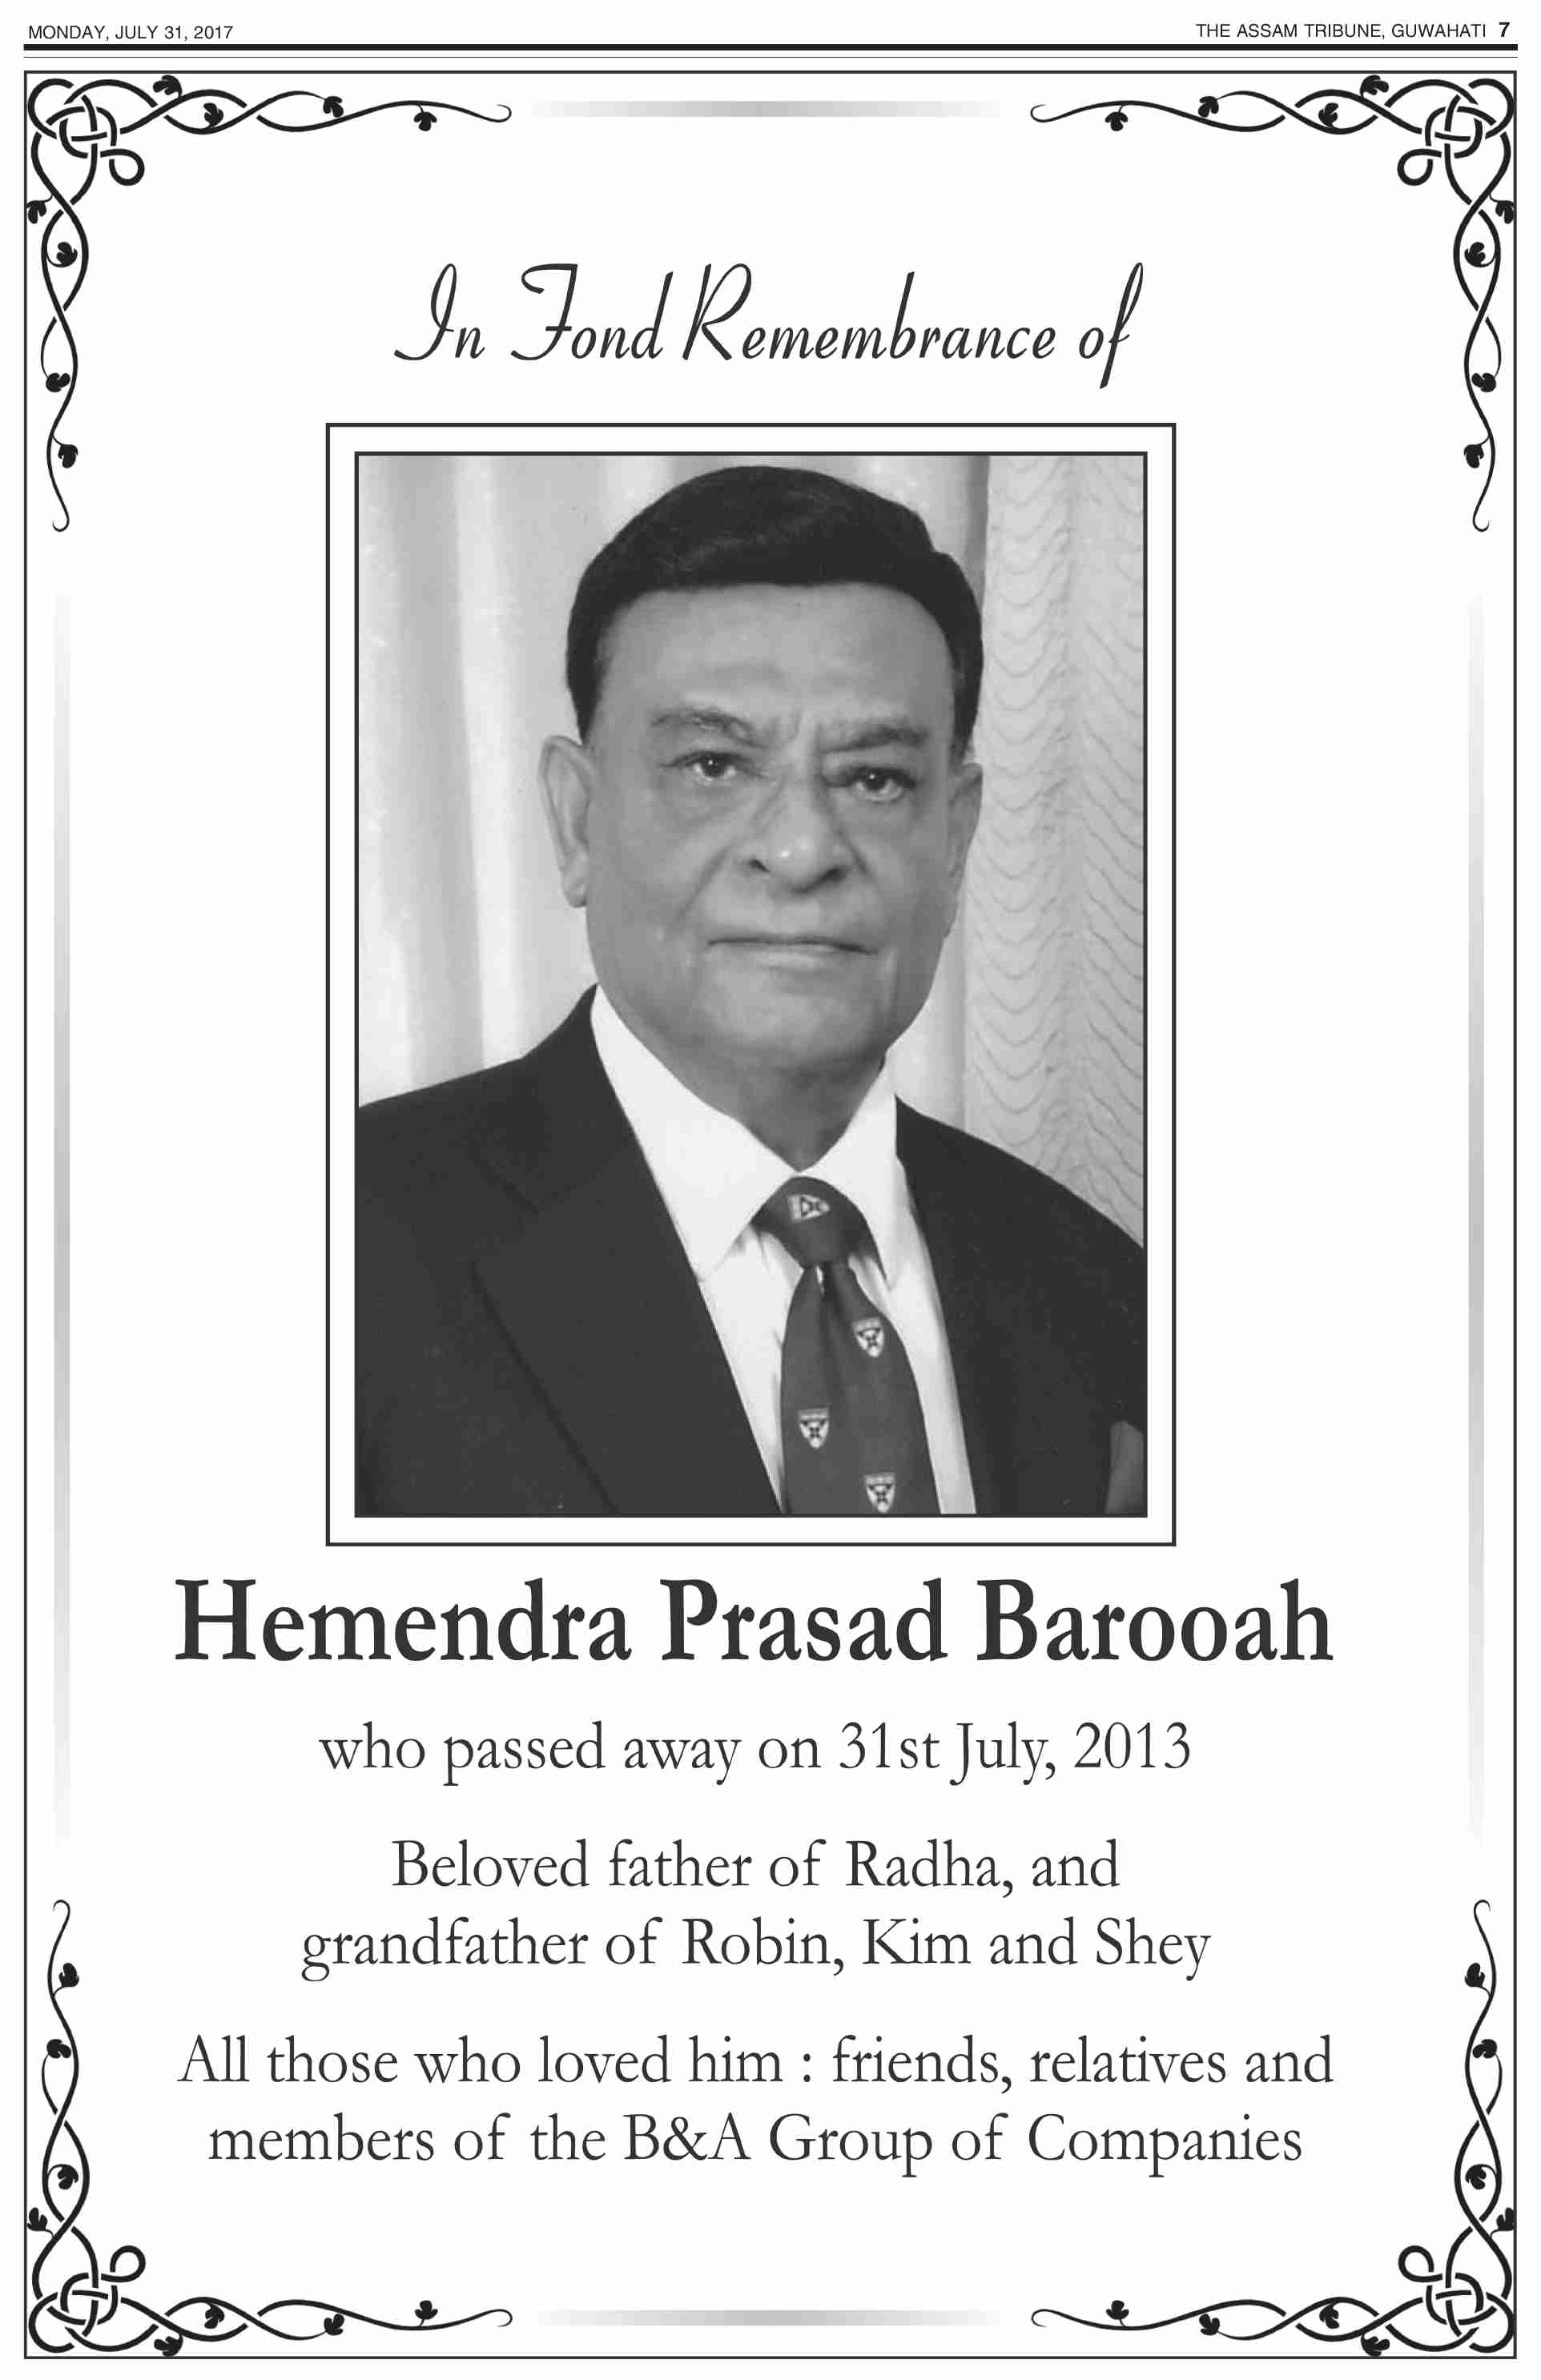 MONDAY, JULY 31, 2017
THE ASSAM TRIBUNE, GUWAHATI 7
In Fond Remembrance of
Hemendra Prasad Barooah
who passed away on 31st July, 2013
Beloved father of Radha, and
grandfather of Robin, Kim and Shey
All those who loved him : friends, relatives and
members of the B&A Group of Companies